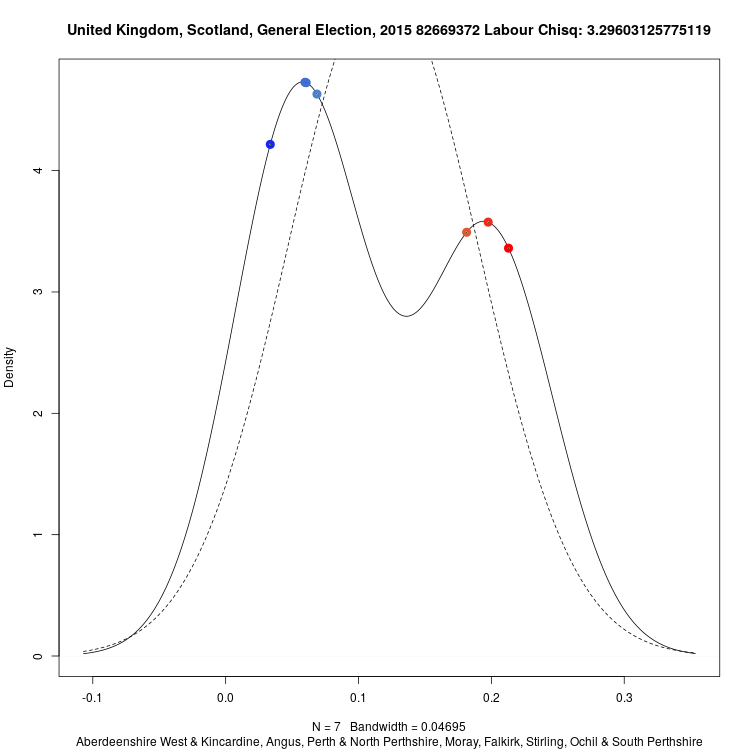 United Kingdom, Scotland, General Election, 2015 82669372 Labour Chisq: 3.29603125775119
Density
4
3
2
1
0
-0.1 0.0 0.1 0.2 0.3
N = 7 Bandwidth = 0.04695
Aberdeenshire West & Kincardine, Angus, Perth & North Perthshire, Moray, Falkirk, Stirling, Ochil & South Perthshire